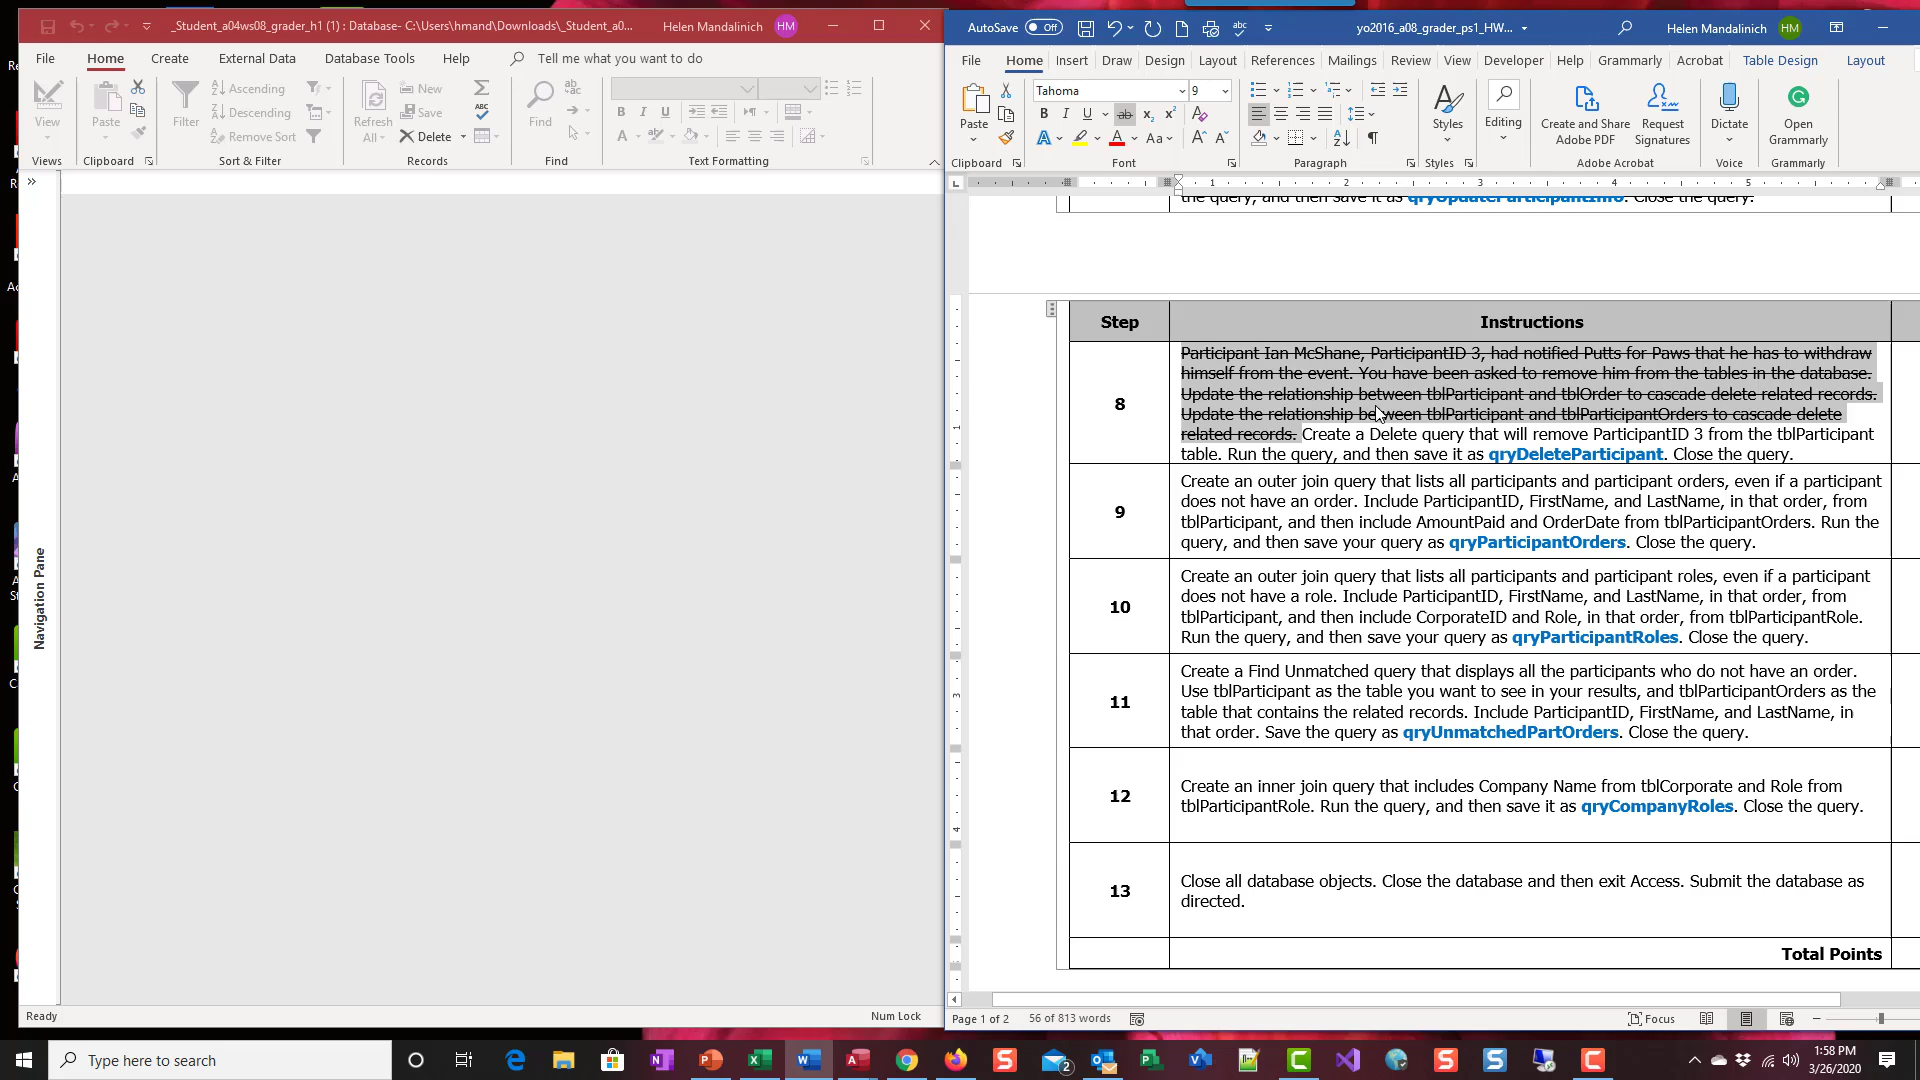 _Student_a04ws08_grader_h1 (1) : Database- C:\Users\hmand\Downloads\_Student_a0...
Helen Mandalinich
HM
File
Home
Create
External Data
Database Tools
Help
Tell me what you want to do
View
Paste
Filter
Ascending
Descending
Remove Sort
Refresh
All
New
Save
Delete
Find
Views
Clipboard
Sort & Filter
Records
Find
Text Formatting
Navigation Pane
Ready
Num Lock
AutoSave
Off
yo2016_a08_grader_ps1_HW...
Helen Mandalinich
HM
File
Home
Insert
Draw
Design
Layout
References
Mailings
Review
View
Developer
Help
Grammarly
Acrobat
Table Design
Layout
Paste
Tahoma
9
Styles
Editing
Create and Share
Adobe PDF
Request
Signatures
Dictate
Open
Grammarly
Clipboard
Font
Paragraph
Styles
Adobe Acrobat
Voice
Grammarly
the query, and then save it as qryUpdateParticipantInfo. Close the query.
Step
Instructions
8
Participant Ian McShane, ParticipantID 3, had notified Putts for Paws that he has to withdraw
himself from the event. You have been asked to remove him from the tables in the database.
Update the relationship between tblParticipant and tblOrder to cascade delete related records.
Update the relationship between tblParticipant and tblParticipantOrders to cascade delete
related records. Create a Delete query that will remove ParticipantID 3 from the tblParticipant
table. Run the query, and then save it as qryDeleteParticipant. Close the query.
9
Create an outer join query that lists all participants and participant orders, even if a participant
does not have an order. Include ParticipantID, FirstName, and LastName, in that order, from
tblParticipant, and then include AmountPaid and OrderDate from tblParticipantOrders. Run the
query, and then save your query as qryParticipantOrders. Close the query.
10
Create an outer join query that lists all participants and participant roles, even if a participant
does not have a role. Include ParticipantID, FirstName, and LastName, in that order, from
tblParticipant, and then include CorporateID and Role, in that order, from tblParticipantRole.
Run the query, and then save your query as qryParticipantRoles. Close the query.
11
Create a Find Unmatched query that displays all the participants who do not have an order.
Use tblParticipant as the table you want to see in your results, and tblParticipantOrders as the
table that contains the related records. Include ParticipantID, FirstName, and LastName, in
that order. Save the query as qryUnmatchedPartOrders. Close the query.
12
Create an inner join query that includes Company Name from tblCorporate and Role from
tblParticipantRole. Run the query, and then save it as qryCompanyRoles. Close the query.
13
Close all database objects. Close the database and then exit Access. Submit the database as
directed.
Total Points
Page 1 of 2
56 of 813 words
Focus
Type here to search
1:58 PM
3/26/2020